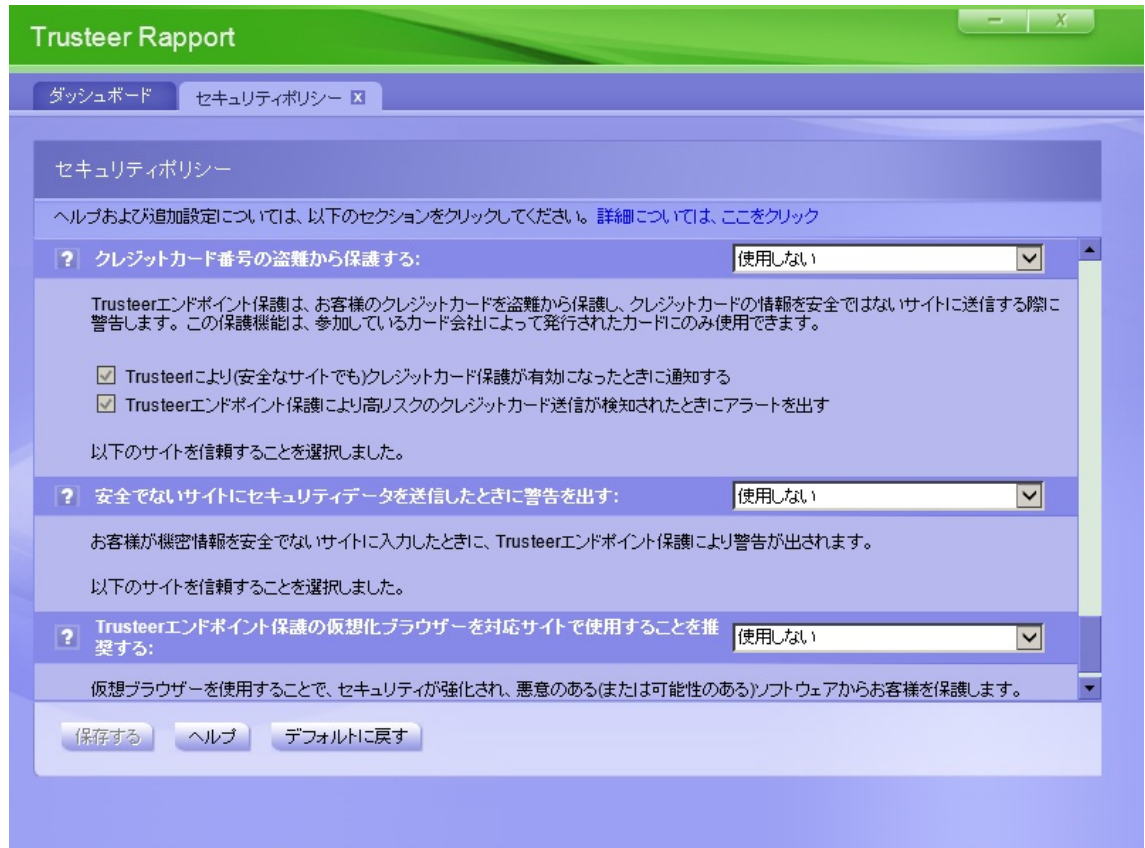 Trusteer Rapport
ダッシュボード
セキュリティポリシー
セキュリティポリシー
ヘルプおよび追加設定については、以下のセクションをクリックしてください。詳細については、ここをクリック
? クレジットカード番号の盗難から保護する: 使用しない
Trusteerエンドポイント保護は、お客様のクレジットカードを盗難から保護し、クレジットカードの情報を安全ではないサイトに送信する際に
警告します。この保護機能は、参加しているカード会社によって発行されたカードにのみ使用できます。
Trusteerにより(安全なサイトでも)クレジットカード保護が有効になったときに通知する
Trusteerエンドポイント保護により高リスクのクレジットカード送信が検知されたときにアラートを出す
以下のサイトを信頼することを選択しました。
? 安全でないサイトにセキュリティデータを送信したときに警告を出す: 使用しない
お客様が機密情報を安全でないサイトに入力したときに、Trusteerエンドポイント保護により警告が出されます。
以下のサイトを信頼することを選択しました。
? Trusteerエンドポイント保護の仮想化ブラウザーを対応サイトで使用することを推
奨する: 使用しない
仮想ブラウザーを使用することで、セキュリティが強化され、悪意のある(または可能性のある)ソフトウェアからお客様を保護します。
保存する ヘルプ デフォルトに戻す